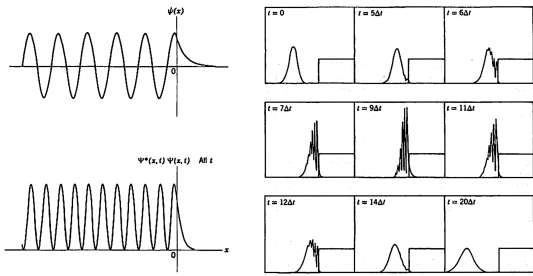 ψ(x)
0
Ψ*(x, t) Ψ(x, t) All t
x
0
t = 0
t = 5Δt
t = 6Δt
t = 7Δt
t = 9Δt
t = 11Δt
t = 12Δt
t = 14Δt
t = 20Δt